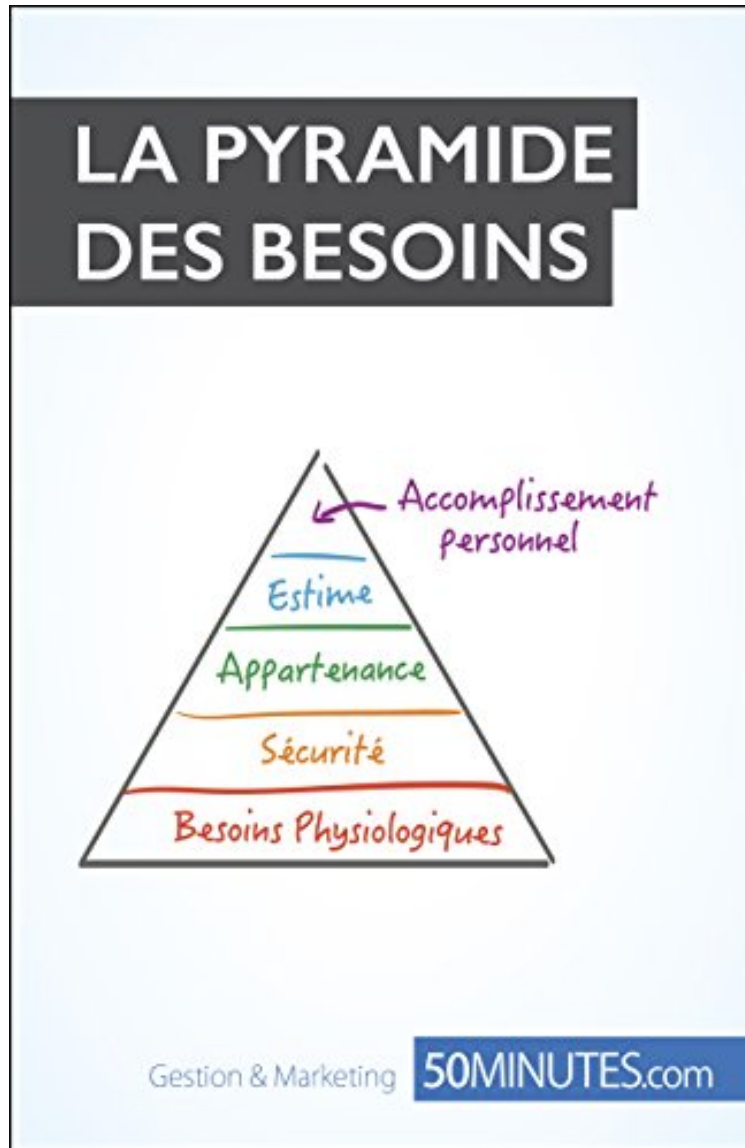 LA PYRAMIDE
DES BESOINS
Accomplissement
personnel
Estime
Appartenance
Sécurité
Besoins Physiologiques
Gestion & Marketing
50MINUTES.com